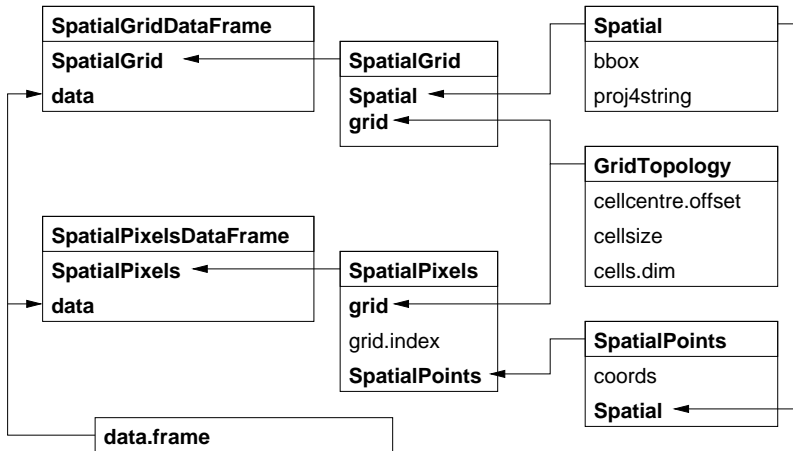 SpatialGridDataFrame
SpatialGrid
data
SpatialGrid
Spatial
grid
Spatial
bbox
proj4string
GridTopology
cellcentre.offset
cellsize
cells.dim
SpatialPixelsDataFrame
SpatialPixels
data
SpatialPixels
grid
grid.index
SpatialPoints
SpatialPoints
coords
Spatial
data.frame